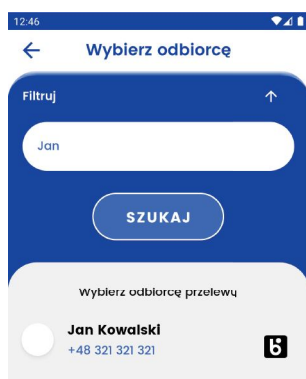 12:46
Wybierz odbiorcę
Filtruj
Jan
SZUKAJ
Wybierz odbiorcę przelewu
Jan Kowalski
+48 321 321 321